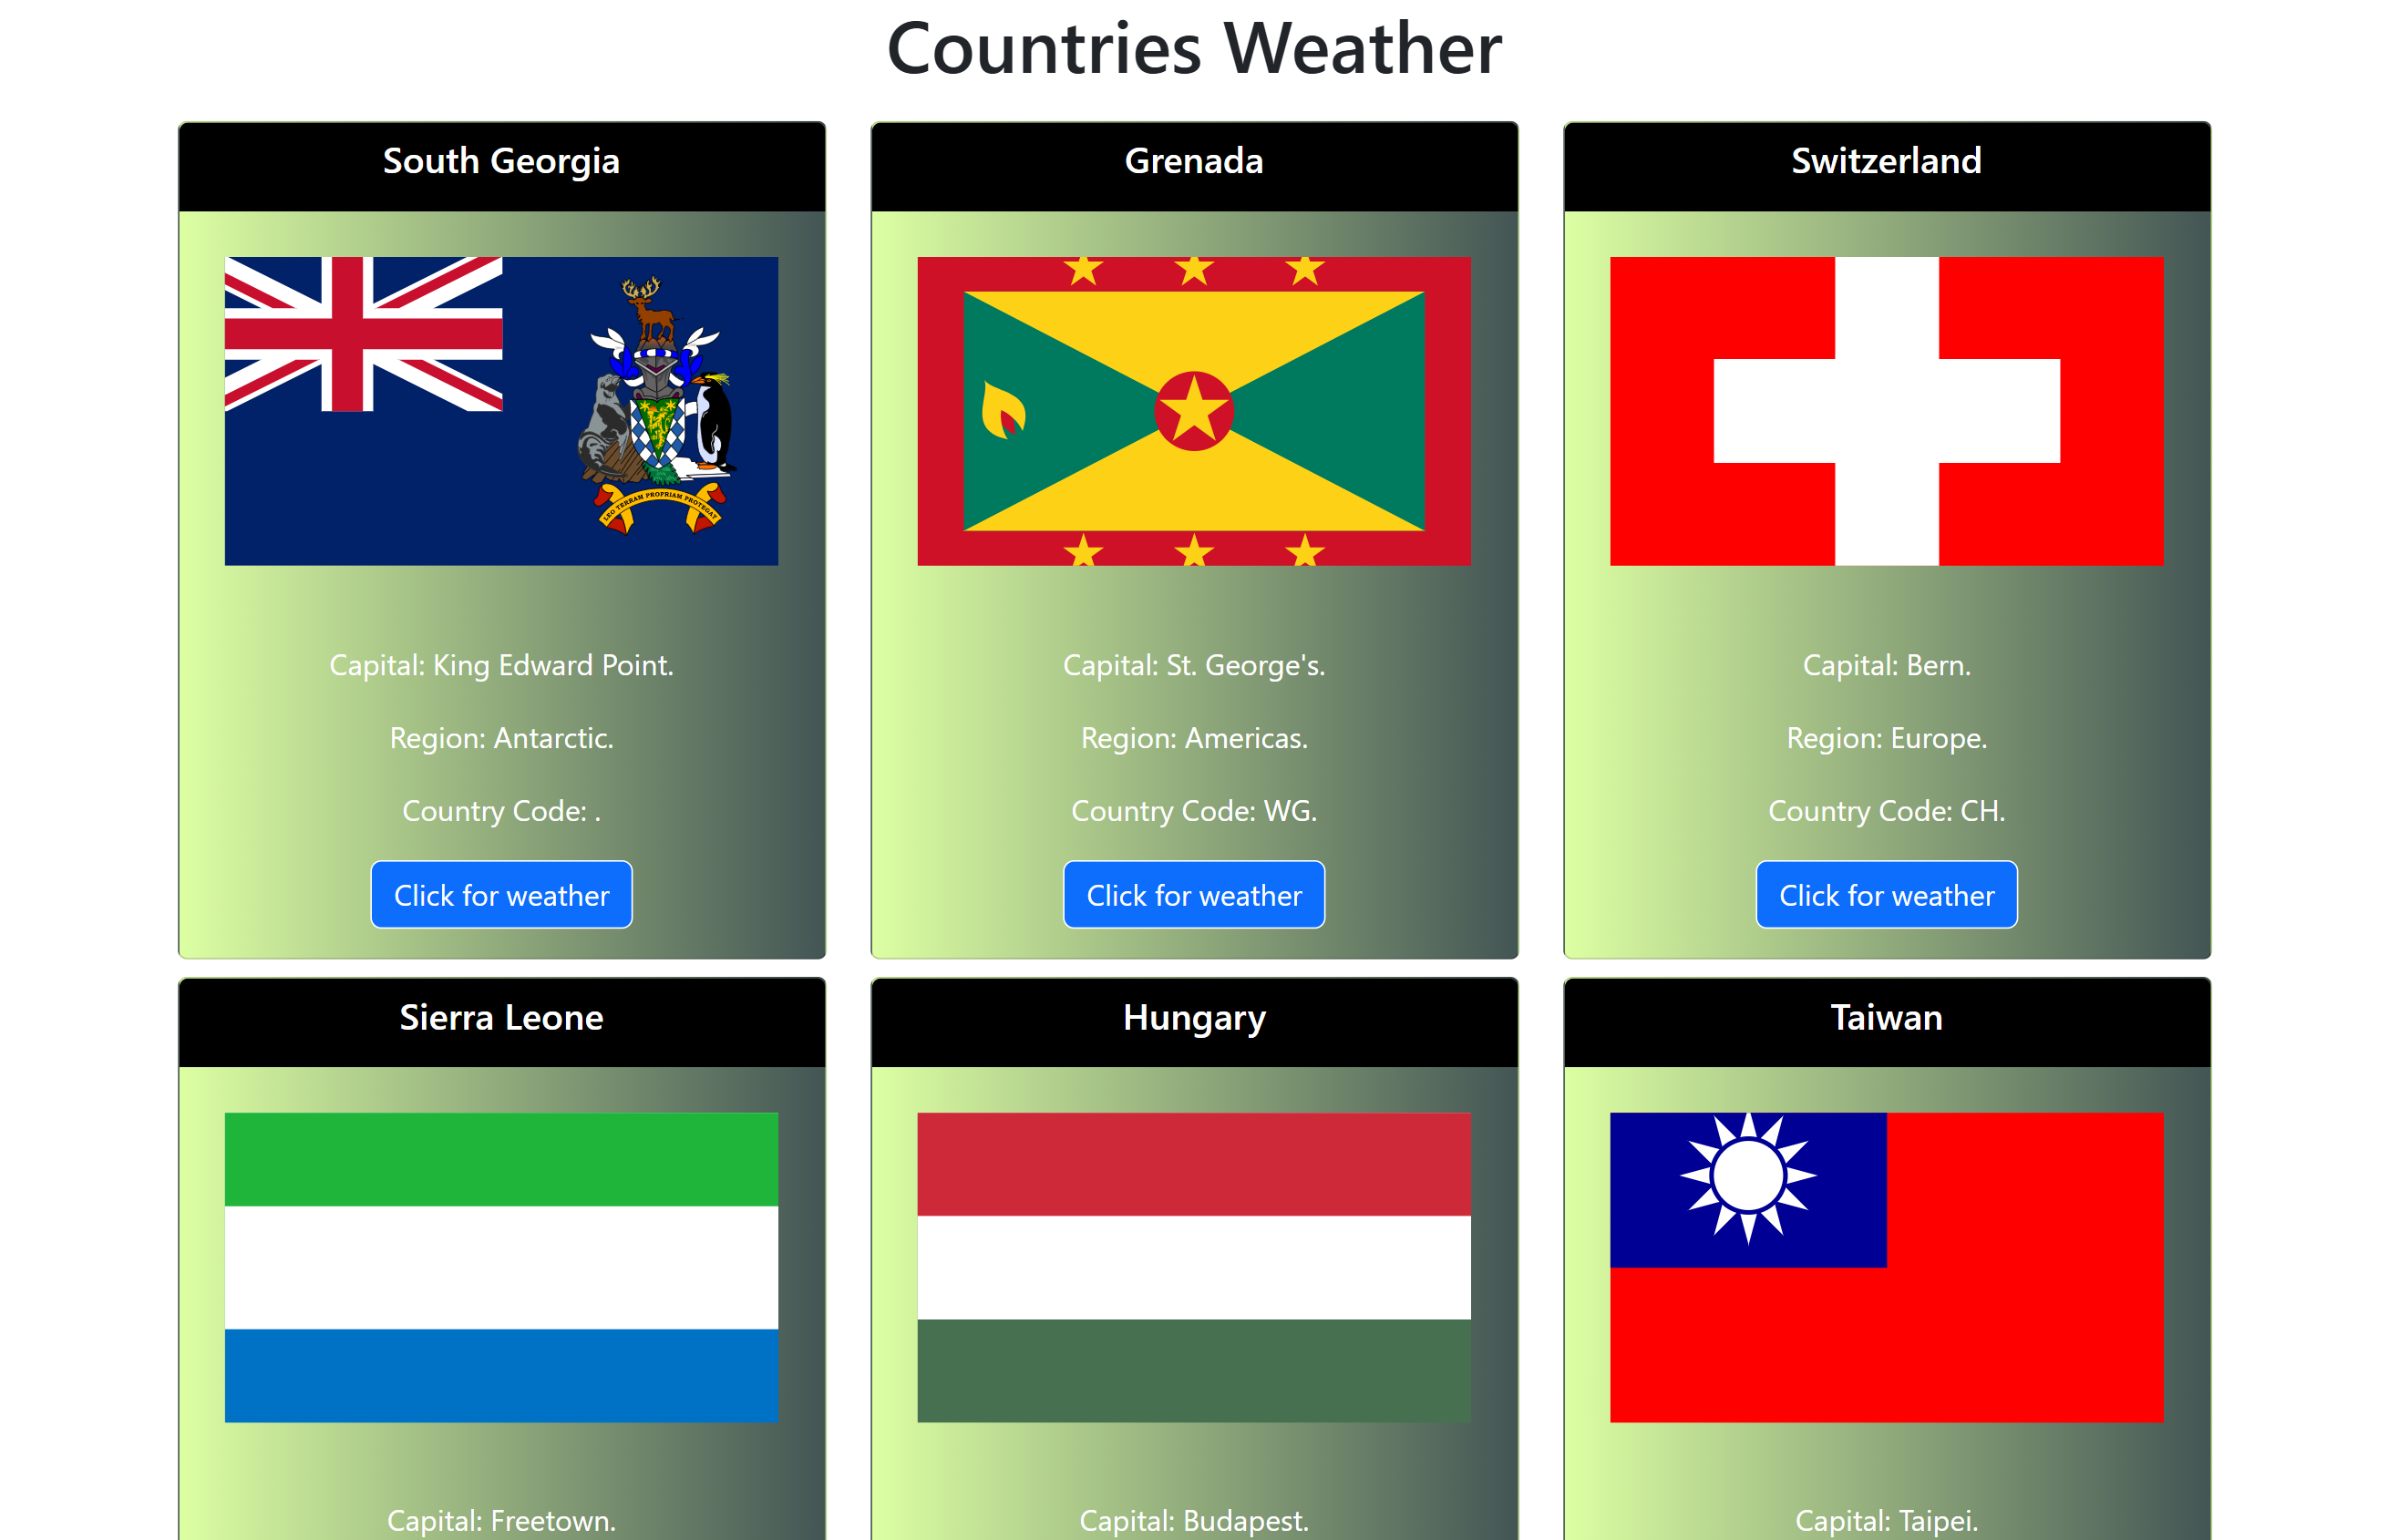 Countries Weather
South Georgia
LEO TERRAM PROPRIAM PROTEGAT
Capital: King Edward Point.
Region: Antarctic.
Country Code: .
Click for weather
Grenada
Capital: St. George's.
Region: Americas.
Country Code: WG.
Click for weather
Switzerland
Capital: Bern.
Region: Europe.
Country Code: CH.
Click for weather
Sierra Leone
Capital: Freetown.
Hungary
Capital: Budapest.
Taiwan
Capital: Taipei.